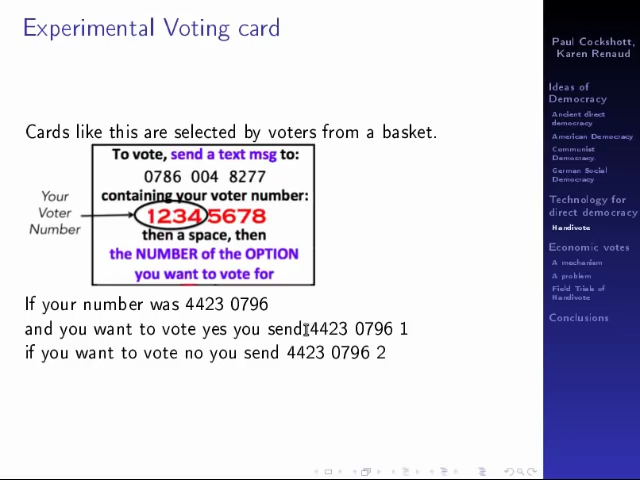 Experimental Voting card
Cards like this are selected by voters from a basket.
To vote, send a text msg to:
0786 004 8277
containing your voter number:
12345678
then a space, then
the NUMBER of the OPTION
you want to vote for
Your
Voter
Number
If your number was 4423 0796
and you want to vote yes you send 4423 0796 1
if you want to vote no you send 4423 0796 2
Paul Cockshott,
Karen Renaud
Ideas of
Democracy
Ancient direct
democracy
American Democracy
Communist
Democracy
German Social
Democracy
Technology for
direct democracy
Handivote
Economic votes
A mechanism
A problem
Field Trials of
Handivote
Conclusions